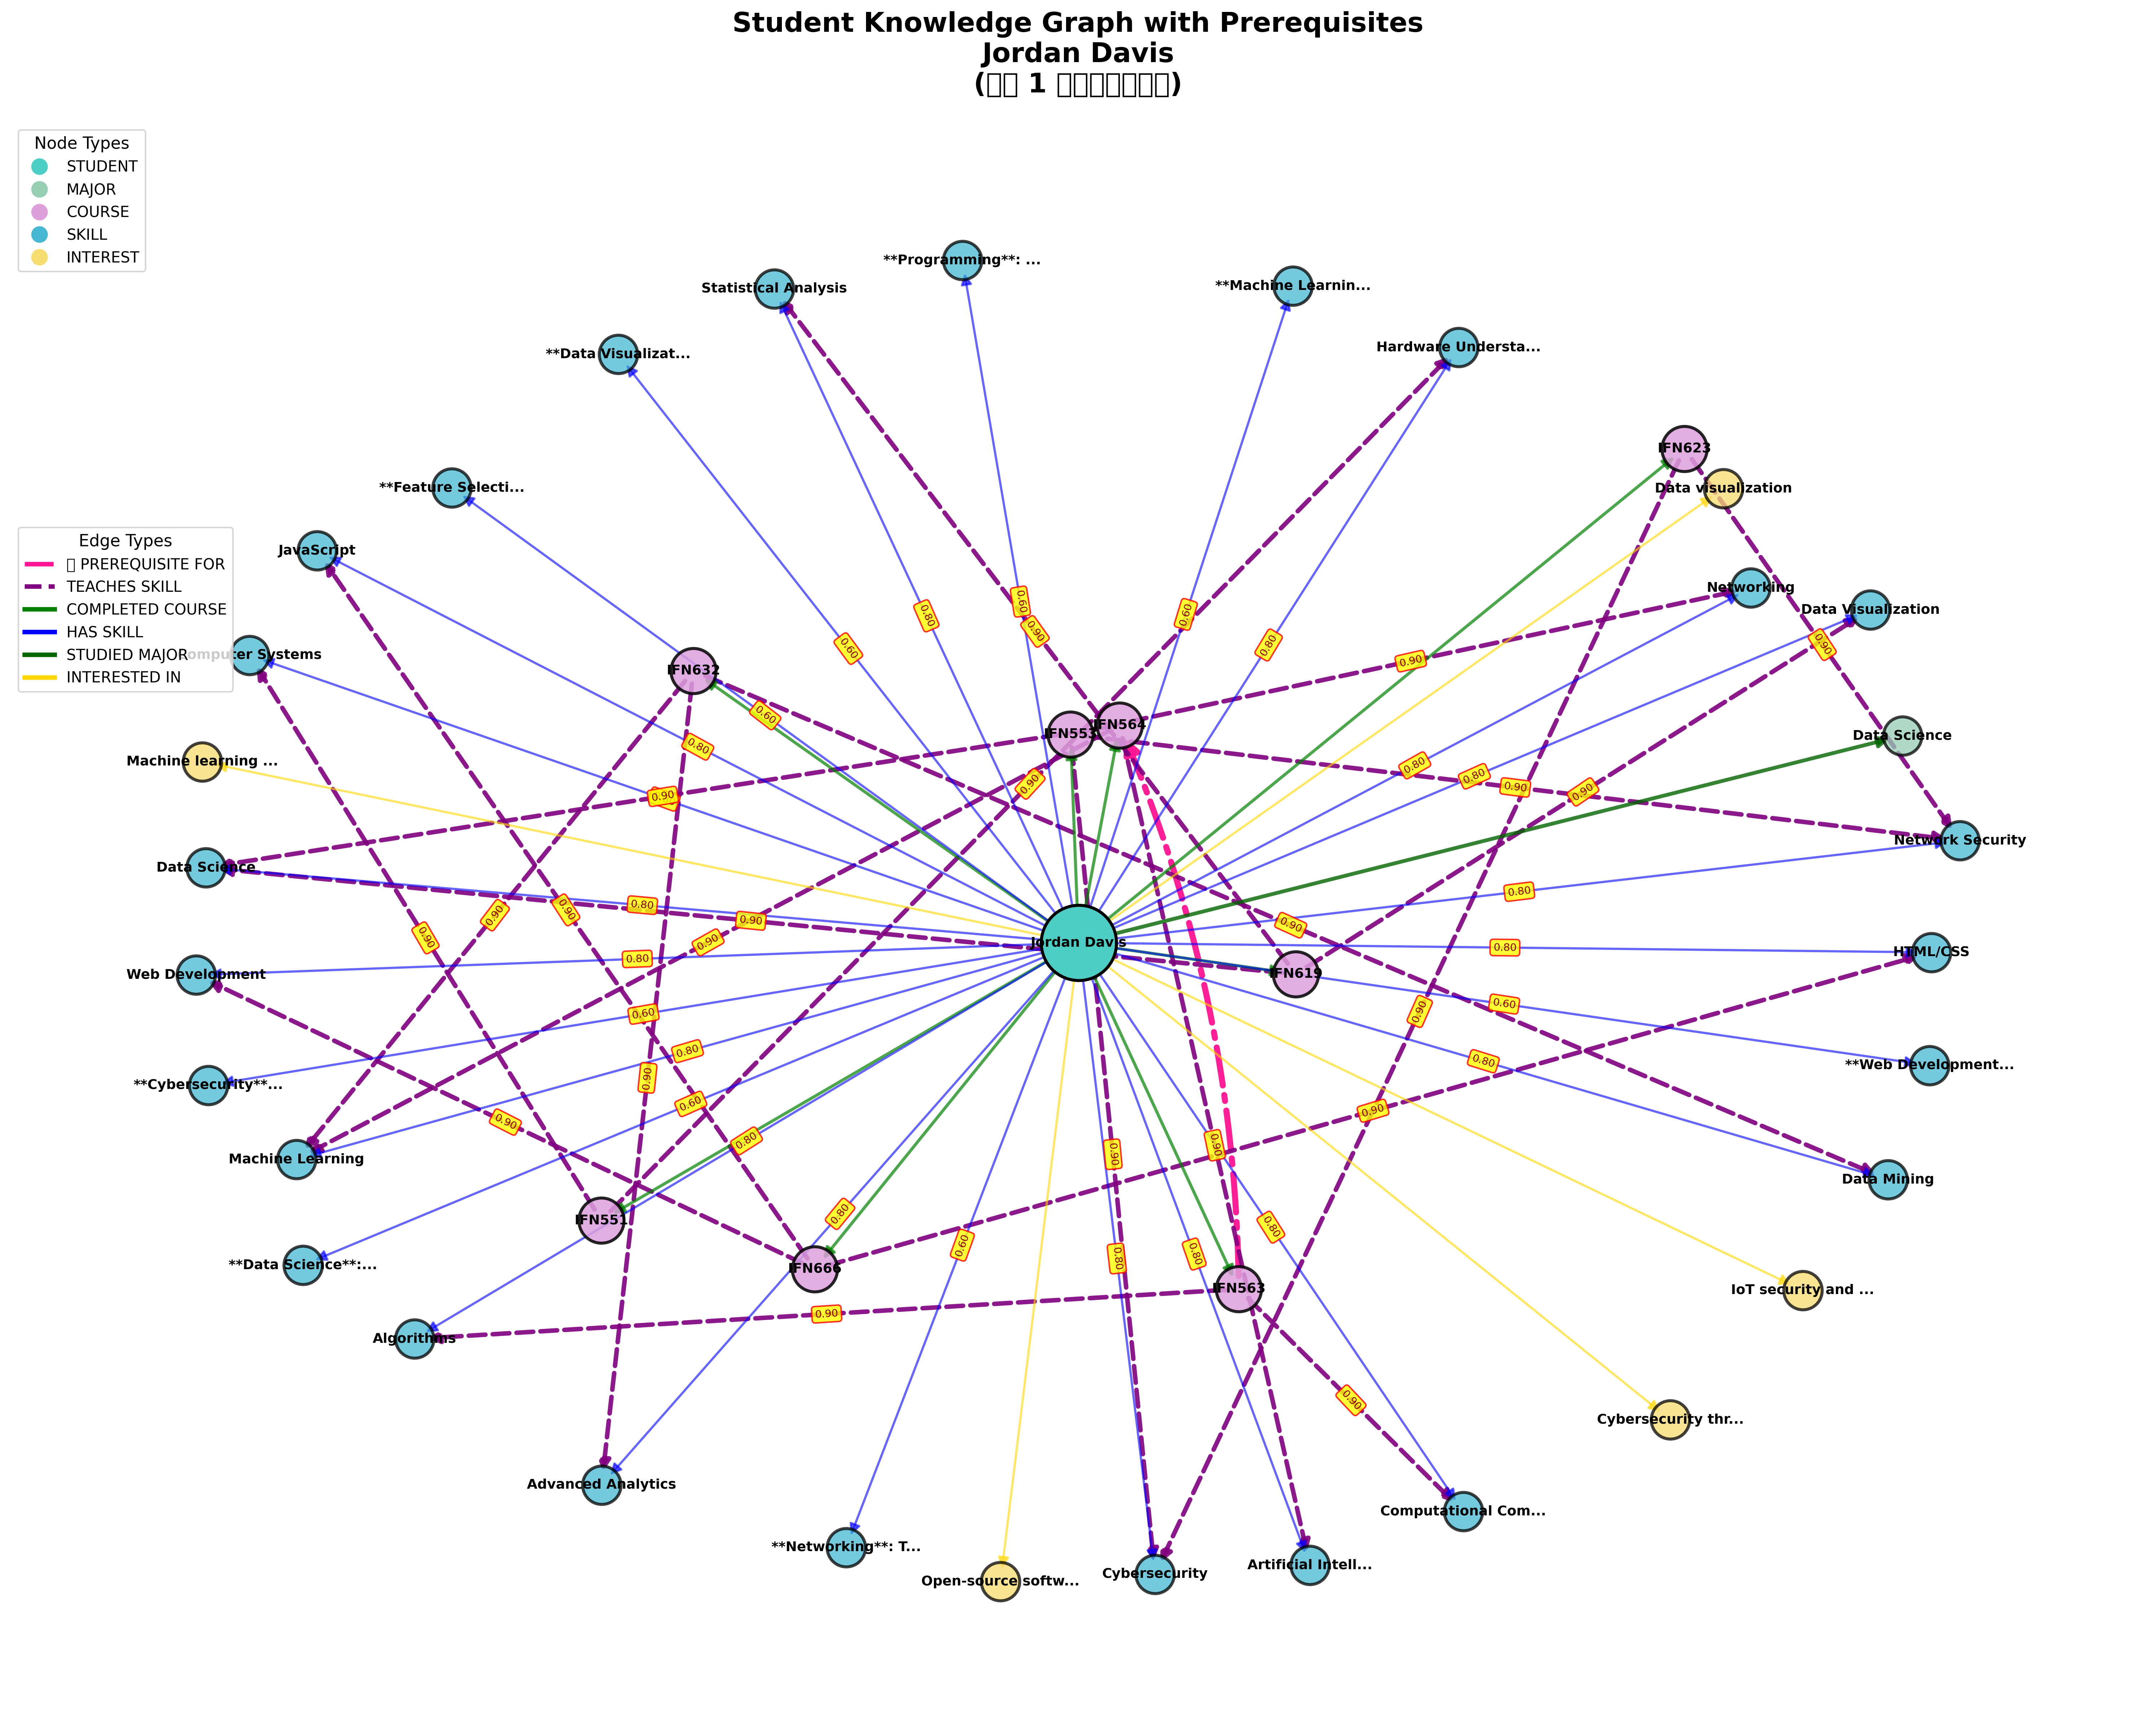 Student Knowledge Graph with Prerequisites
Jordan Davis
(▯▯ 1 ▯▯▯▯▯▯▯)
Node Types
STUDENT
MAJOR
COURSE
SKILL
INTEREST
Edge Types
▯ PREREQUISITE FOR
TEACHES SKILL
COMPLETED COURSE
HAS SKILL
STUDIED MAJOR
INTERESTED IN
**Programming**: ...
Statistical Analysis
**Machine Learnin...
Hardware Understa...
**Data Visualizat...
IFN623
**Feature Selecti...
Data visualization
JavaScript
Networking
Data Visualization
0.60
0.80
0.60
0.90
0.60
0.80
0.60
0.90
Computer Systems
IFN632
0.90
0.60
IFN553
IFN564
Data Science
0.80
Machine learning ...
0.80
0.80
0.90
0.90
0.90
0.90
Network Security
Data Science
0.80
0.80
0.90
0.90
0.90
0.90
0.90
0.90
Jordan Davis
0.80
HTML/CSS
0.80
Web Development
IFN619
0.60
0.60
0.90
0.80
0.80
**Web Development...
**Cybersecurity**...
0.90
0.60
0.90
0.90
0.80
0.90
0.90
Machine Learning
Data Mining
IFN551
0.80
0.60
0.80
0.80
0.80
**Data Science**:...
IFN666
IFN563
IoT security and ...
0.90
Algorithms
0.90
Cybersecurity thr...
Advanced Analytics
Computational Com...
**Networking**: T...
Open-source softw...
Cybersecurity
Artificial Intell...